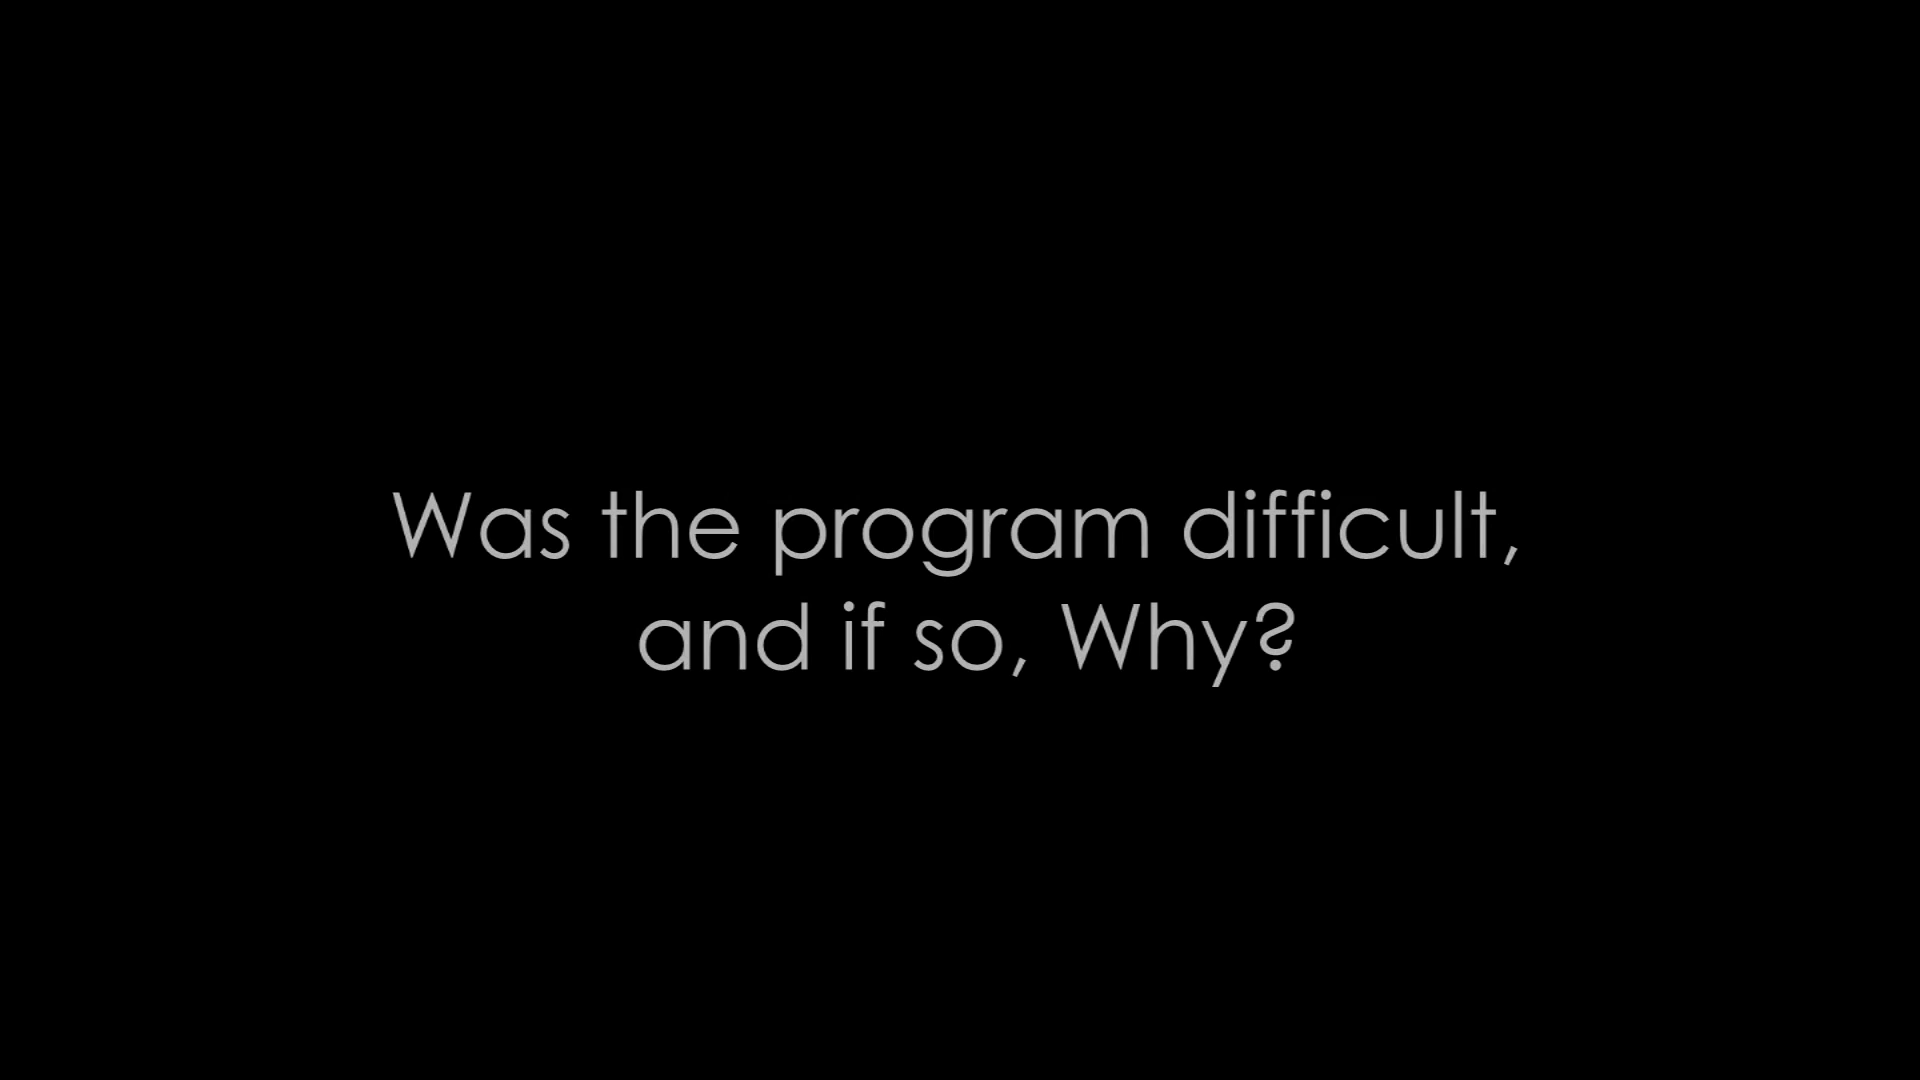 Was the program difficult,
and if so, Why?